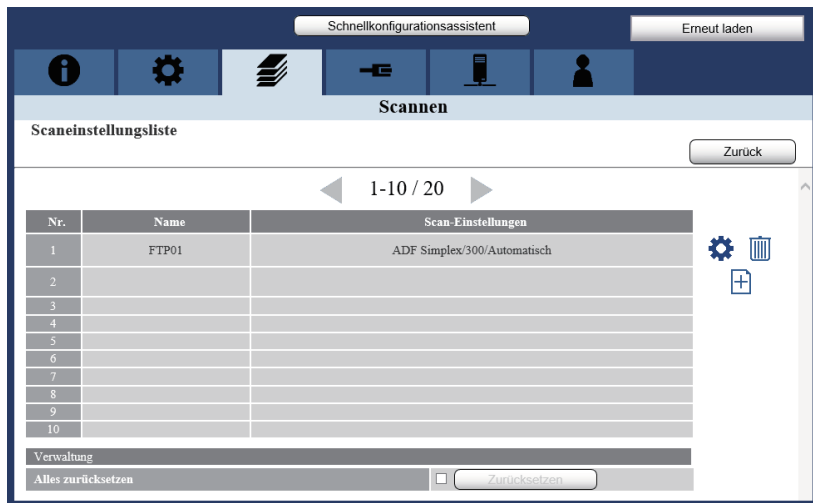 Schnellkonfigurationsassistent Erneut laden
Scannen
Scaneinstellungsliste
Zurück
1-10 / 20
Nr. Name Scan-Einstellungen
1 FTP01 ADF Simplex/300/Automatisch
2
3
4
5
6
7
8
9
10
Verwaltung
Alles zurücksetzen Zurücksetzen